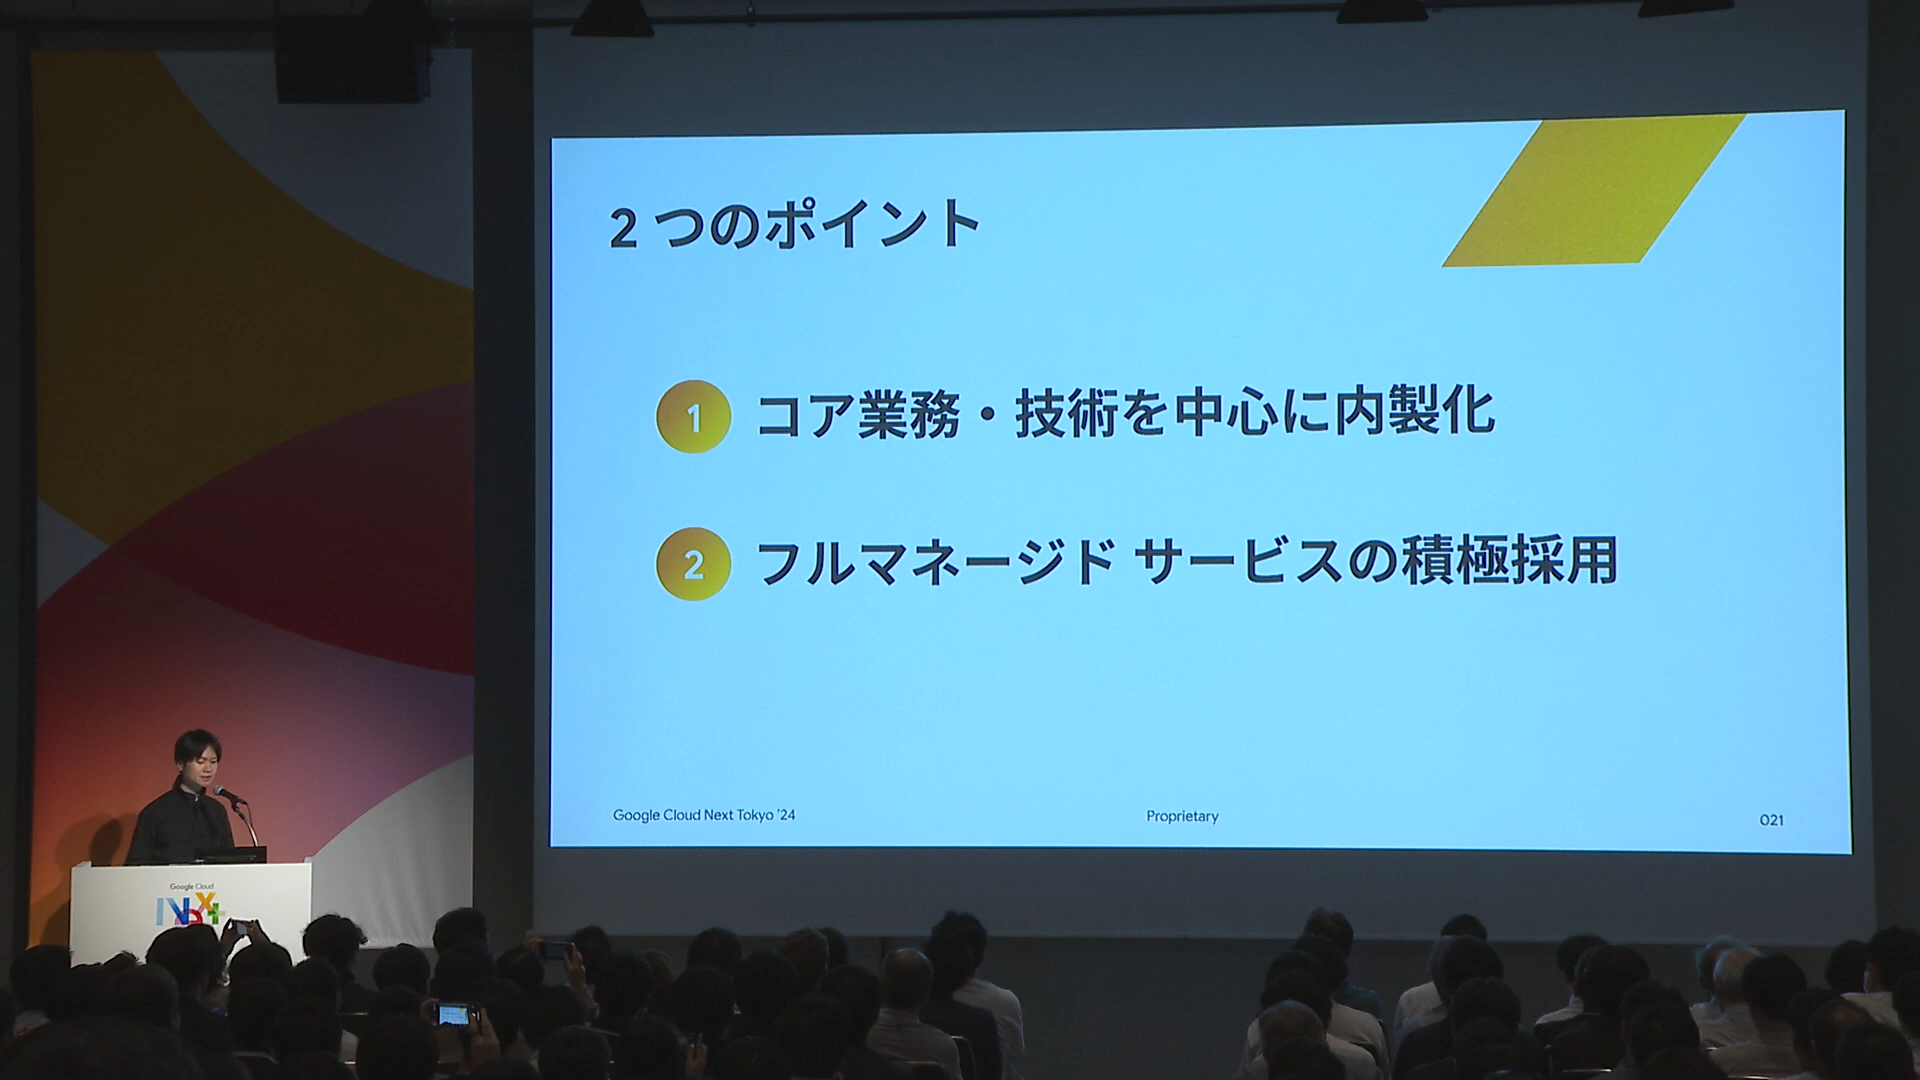 2 つのポイント
1 コア業務・技術を中心に内製化
2 フルマネージド サービスの積極採用
Google Cloud Next Tokyo '24
Proprietary
021
Google Cloud
Next